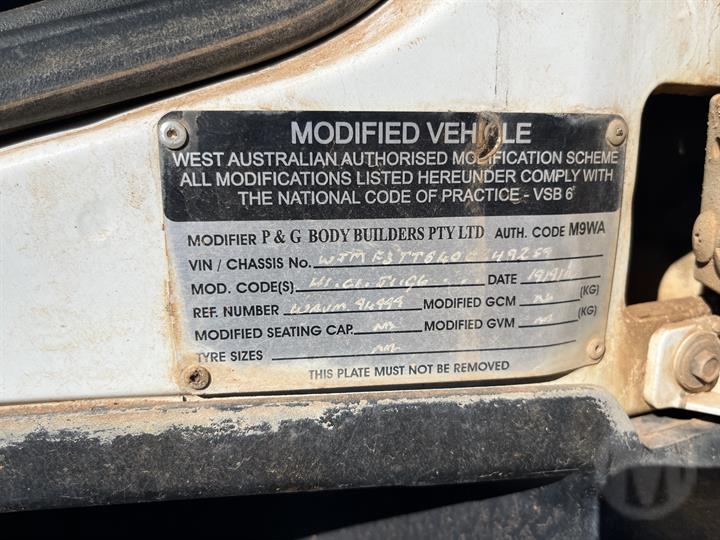 MODIFIED VEHICLE
WEST AUSTRALIAN AUTHORISED MODIFICATION SCHEME
ALL MODIFICATIONS LISTED HEREUNDER COMPLY WITH
THE NATIONAL CODE OF PRACTICE - VSB 6
MODIFIER P & G BODY BUILDERS PTY LTD AUTH. CODE M9WA
VIN / CHASSIS No.
MOD. CODE(S) DATE
REF. NUMBER MODIFIED GCM (KG)
MODIFIED SEATING CAP. MODIFIED GVM (KG)
TYRE SIZES
THIS PLATE MUST NOT BE REMOVED